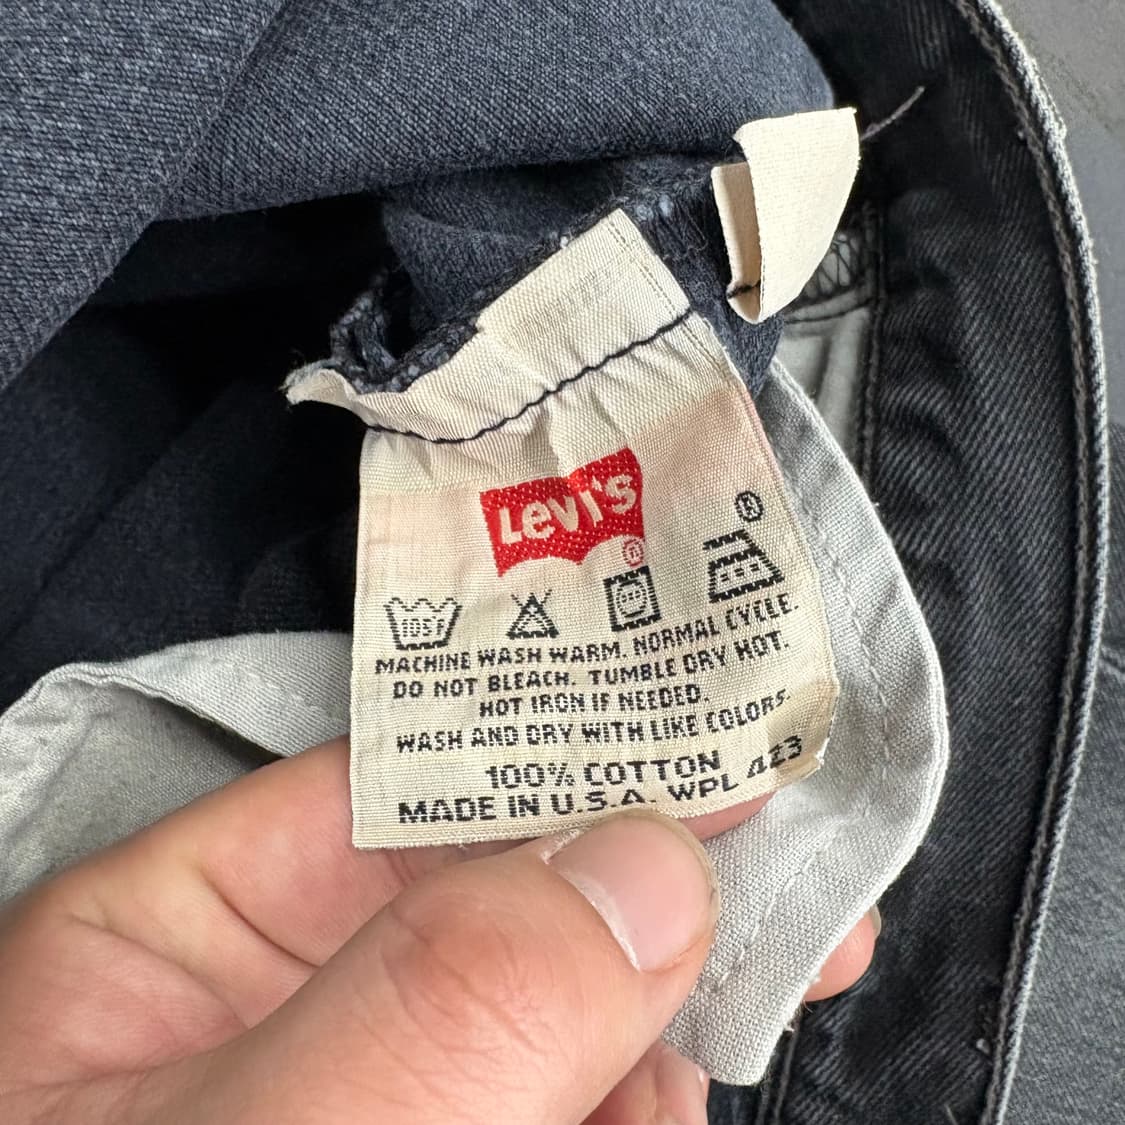 Levi's
®
105F
®
MACHINE WASH WARM. NORMAL CYCLE.
DO NOT BLEACH. TUMBLE DRY HOT.
HOT IRON IF NEEDED.
WASH AND DRY WITH LIKE COLORS.
100% COTTON
MADE IN U.S.A. WPL 423